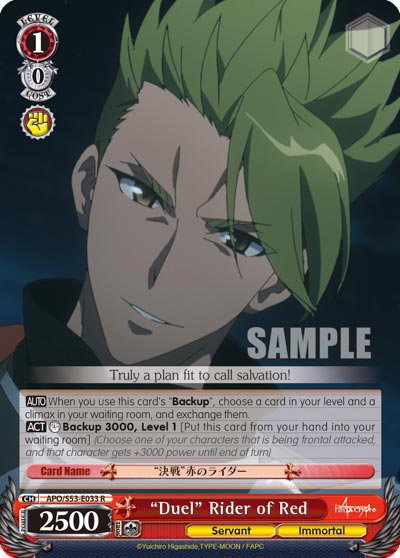 LEVEL
1
0
COST
SAMPLE
Truly a plan fit to call salvation!
AUTO When you use this card's "Backup", choose a card in your level and a
climax in your waiting room, and exchange them.
ACT Backup 3000, Level 1 [Put this card from your hand into your
waiting room] (Choose one of your characters that is being frontal attacked,
and that character gets +3000 power until end of turn)
Card Name "決戦"赤のライダー
CH APO/S53-E033 R
2500
"Duel" Rider of Red
Fate Apocrypha
Servant Immortal
©Yuichiro Higashide,TYPE-MOON / FAPC